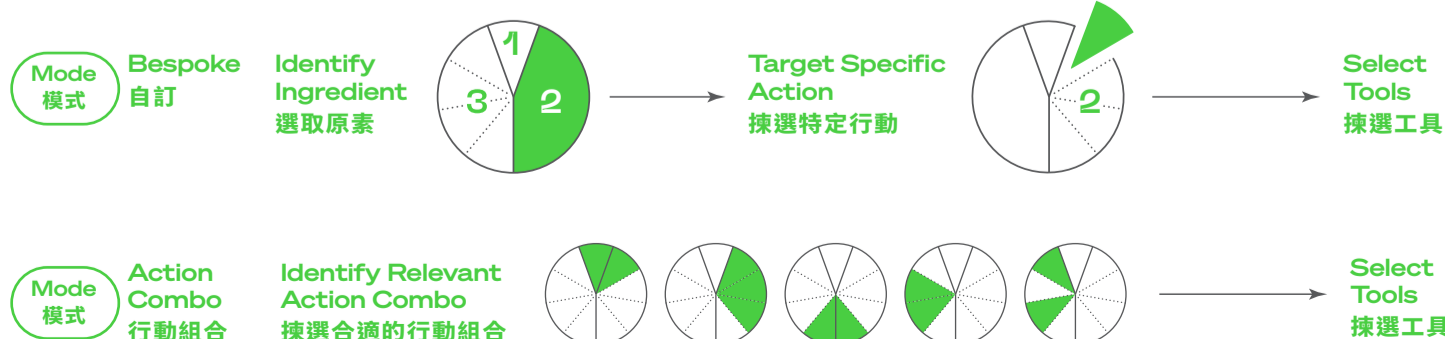 Mode
模式
Bespoke
自訂
Identify
Ingredient
選取原素
1
2
3
Target Specific
Action
揀選特定行動
2
Select
Tools
揀選工具
Mode
模式
Action
Combo
行動組合
Identify Relevant
Action Combo
揀選合適的行動組合
Select
Tools
揀選工具